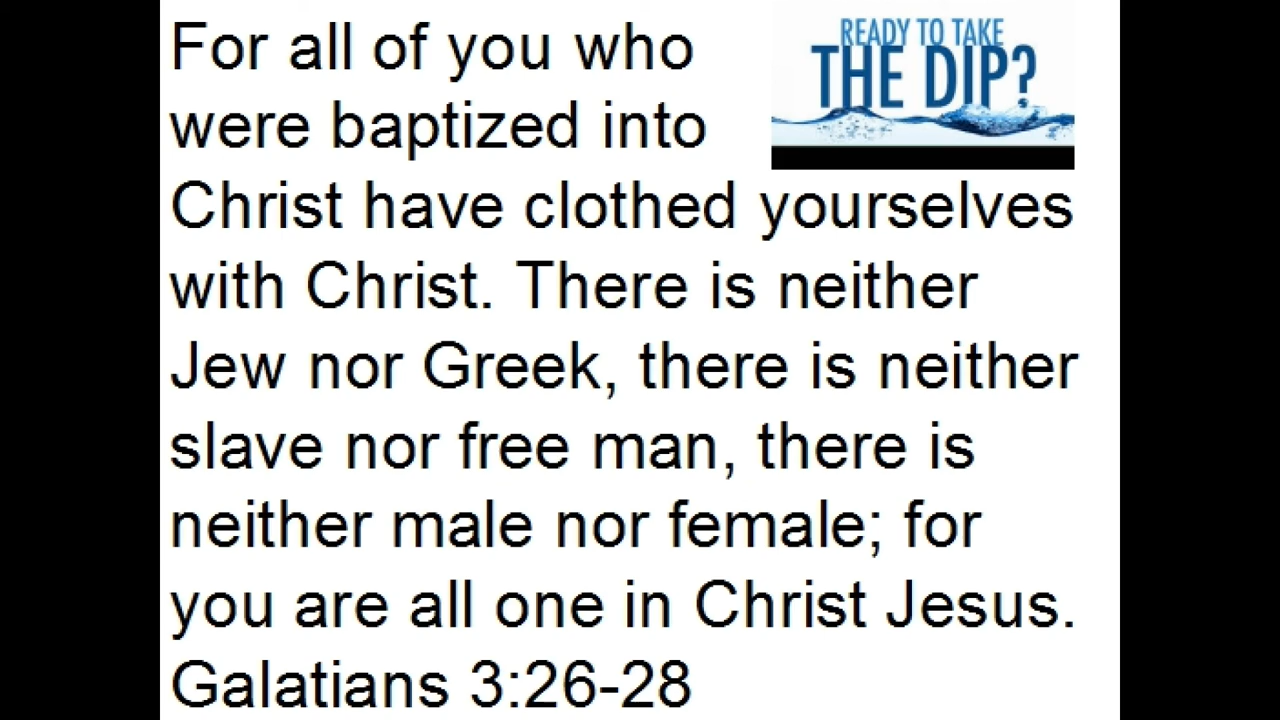 For all of you who
were baptized into
Christ have clothed yourselves
with Christ. There is neither
Jew nor Greek, there is neither
slave nor free man, there is
neither male nor female; for
you are all one in Christ Jesus.
Galatians 3:26-28
READY TO TAKE
THE DIP?